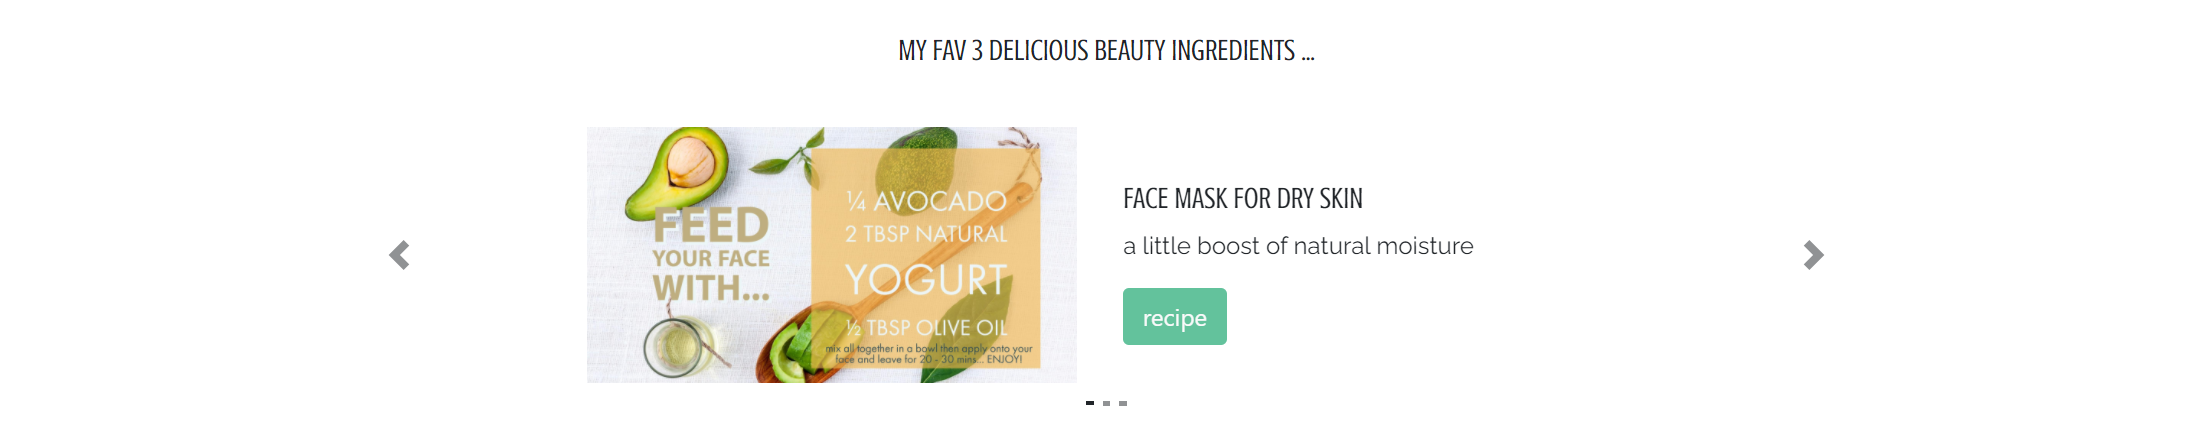 MY FAV 3 DELICIOUS BEAUTY INGREDIENTS ...
FEED
YOUR FACE
WITH...
¼ AVOCADO
2 TBSP NATURAL
YOGURT
½ TBSP OLIVE OIL
mix all together in a bowl then apply onto your
face and leave for 20 - 30 mins... ENJOY!
FACE MASK FOR DRY SKIN
a little boost of natural moisture
recipe